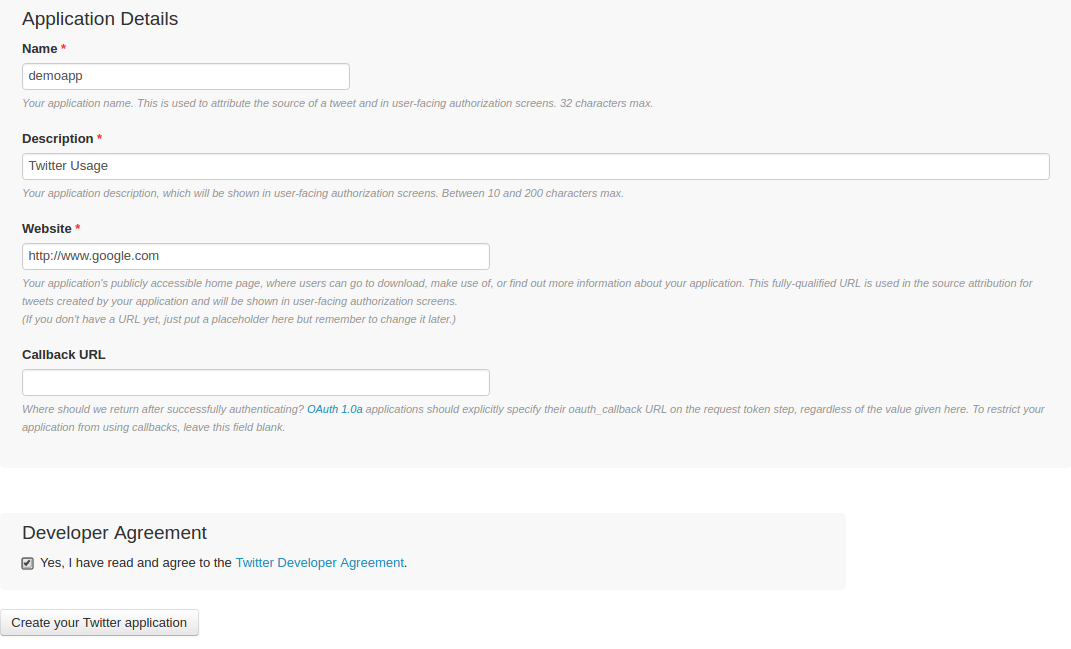 Application Details
Name *
demoapp
Your application name. This is used to attribute the source of a tweet and in user-facing authorization screens. 32 characters max.
Description *
Twitter Usage
Your application description, which will be shown in user-facing authorization screens. Between 10 and 200 characters max.
Website *
http://www.google.com
Your application's publicly accessible home page, where users can go to download, make use of, or find out more information about your application. This fully-qualified URL is used in the source attribution for
tweets created by your application and will be shown in user-facing authorization screens.
(If you don't have a URL yet, just put a placeholder here but remember to change it later.)
Callback URL
Where should we return after successfully authenticating? OAuth 1.0a applications should explicitly specify their oauth_callback URL on the request token step, regardless of the value given here. To restrict your
application from using callbacks, leave this field blank.
Developer Agreement
Yes, I have read and agree to the Twitter Developer Agreement.
Create your Twitter application